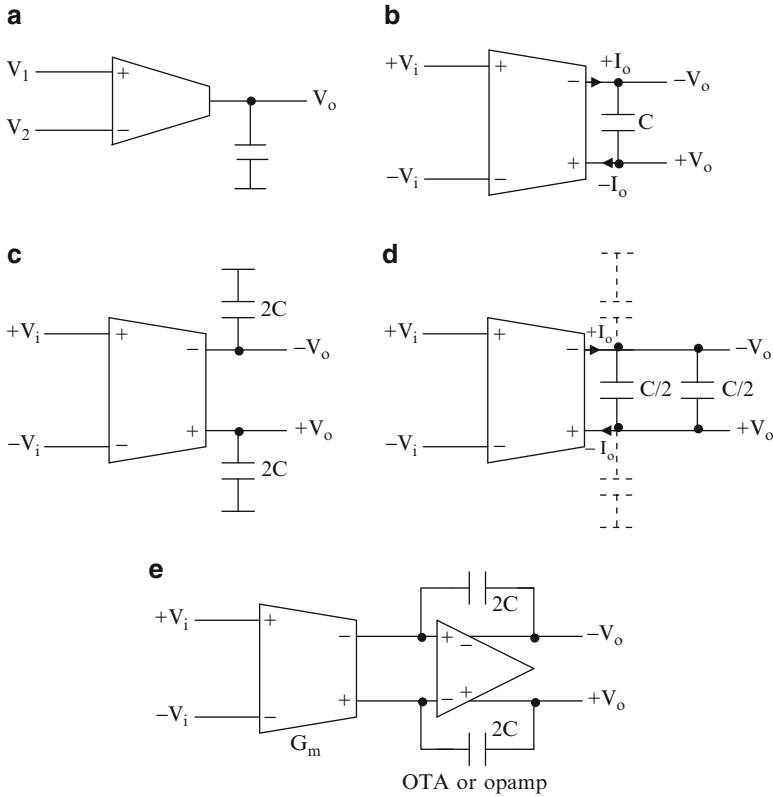 a
V1
+
V2
−
Vo
b
+Vi
+
−Vi
−
−
+Io
−Vo
C
+
−Io
+Vo
c
+Vi
+
−Vi
−
2C
−
−Vo
+
+Vo
2C
d
+Vi
+
−Vi
−
+Io
−
−Vo
C/2
C/2
+
−Io
+Vo
e
+Vi
+
−Vi
−
−
+
Gm
2C
+
−
−
+
−Vo
+Vo
2C
OTA or opamp